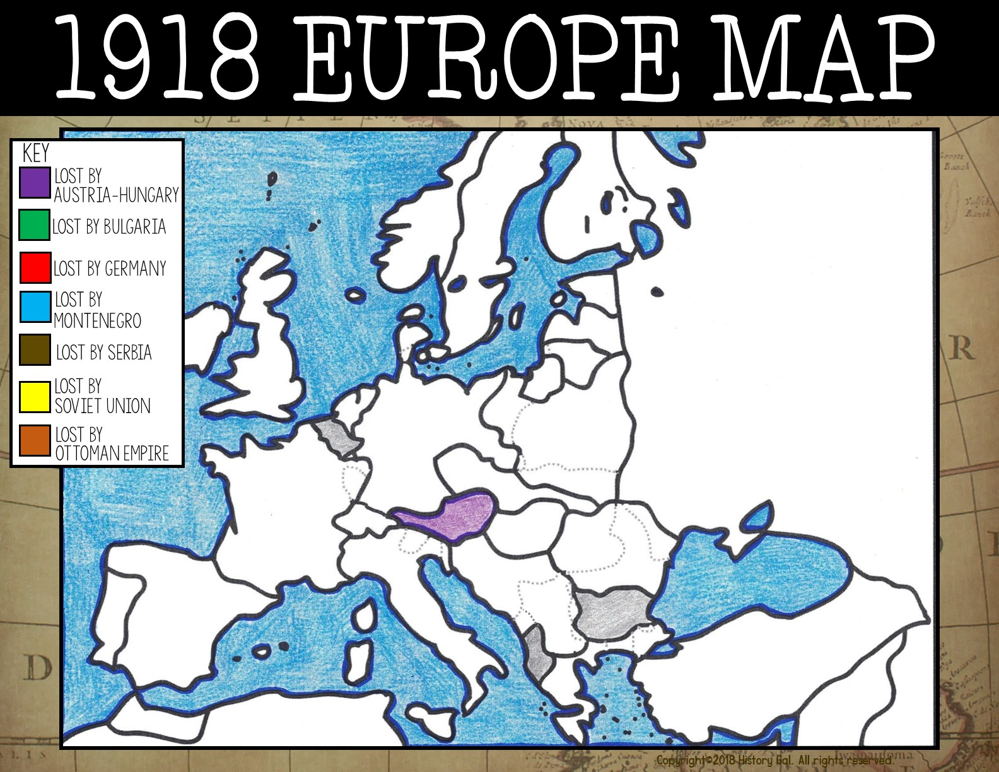 1918 EUROPE MAP
KEY
LOST BY
AUSTRIA-HUNGARY
LOST BY BULGARIA
LOST BY GERMANY
LOST BY
MONTENEGRO
LOST BY SERBIA
LOST BY
SOVIET UNION
LOST BY
OTTOMAN EMPIRE
R
D
Copyright©2018 History Gal. All rights reserved.